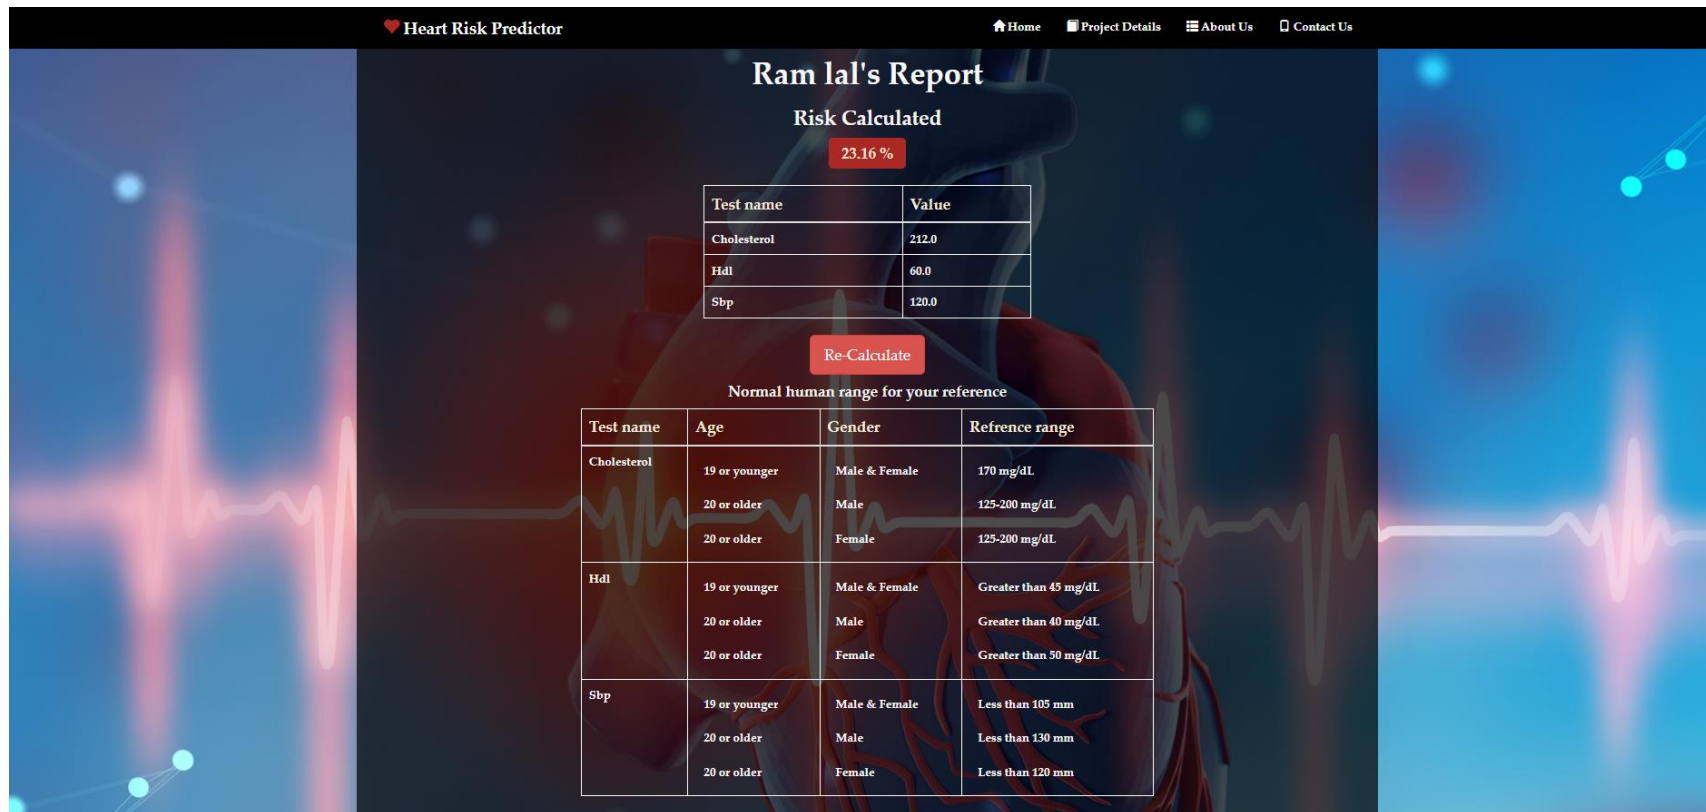 Heart Risk Predictor Home Project Details About Us Contact Us
Ram lal's Report
Risk Calculated
23.16 %
Test name Value
Cholesterol 212.0
Hdl 60.0
Sbp 120.0
Re-Calculate
Normal human range for your reference
Test name Age Gender Refrence range
Cholesterol
19 or younger Male & Female 170 mg/dL
20 or older Male 125-200 mg/dL
20 or older Female 125-200 mg/dL
Hdl
19 or younger Male & Female Greater than 45 mg/dL
20 or older Male Greater than 40 mg/dL
20 or older Female Greater than 50 mg/dL
Sbp
19 or younger Male & Female Less than 105 mm
20 or older Male Less than 130 mm
20 or older Female Less than 120 mm